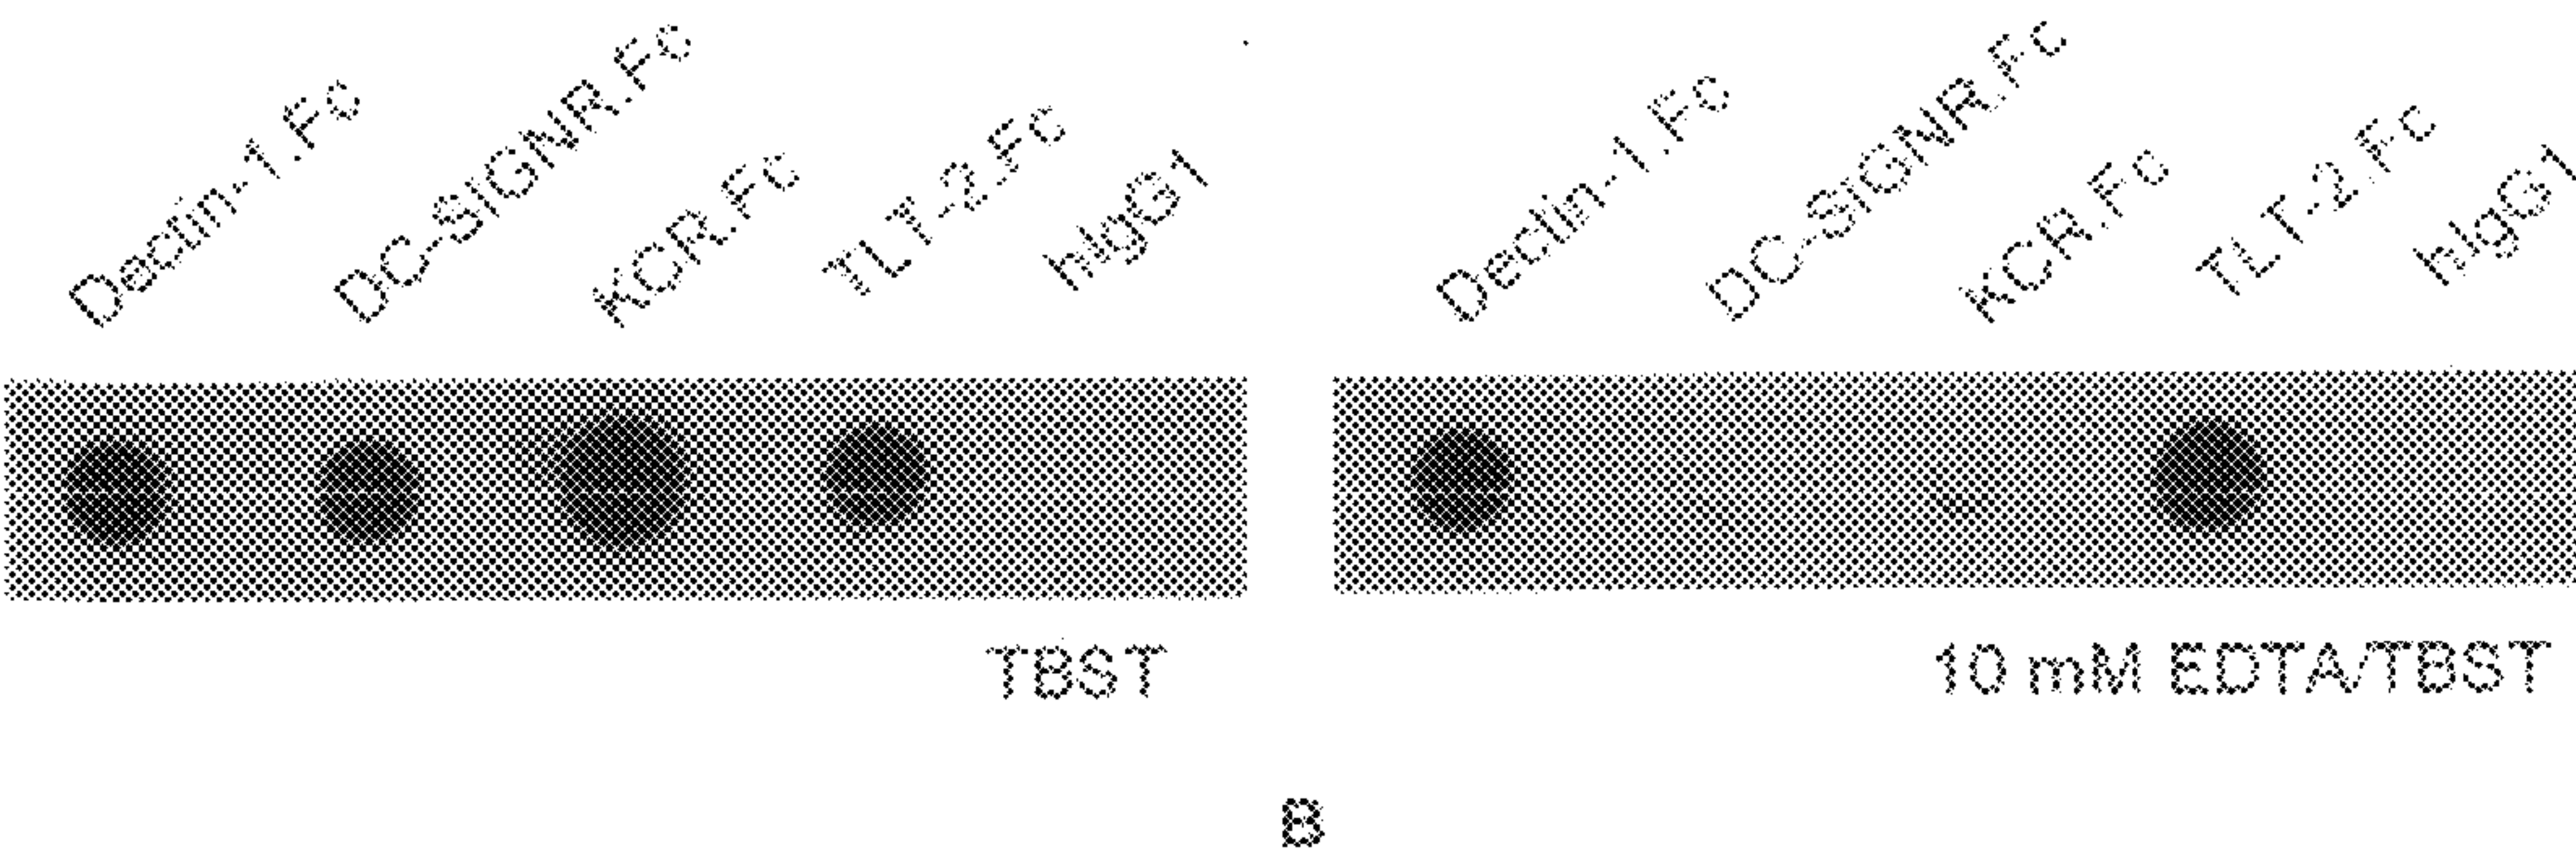 Dectin-1.Fc
DC-SIGNR.Fc
KCR.Fc
TLT-2.Fc
hIgG1
Dectin-1.Fc
DC-SIGNR.Fc
KCR.Fc
TLT-2.Fc
hIgG1
TBST
10 mM EDTA/TBST
B